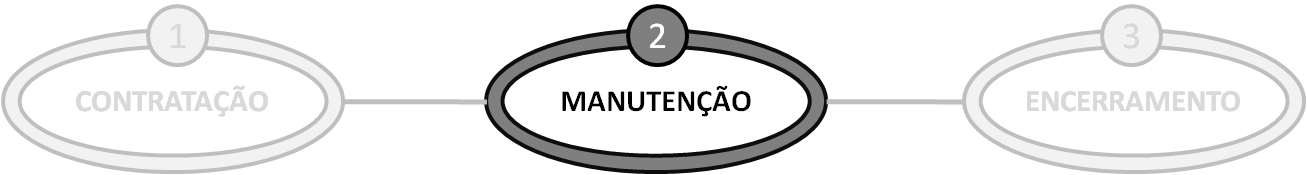 1
CONTRATAÇÃO
2
MANUTENÇÃO
3
ENCERRAMENTO